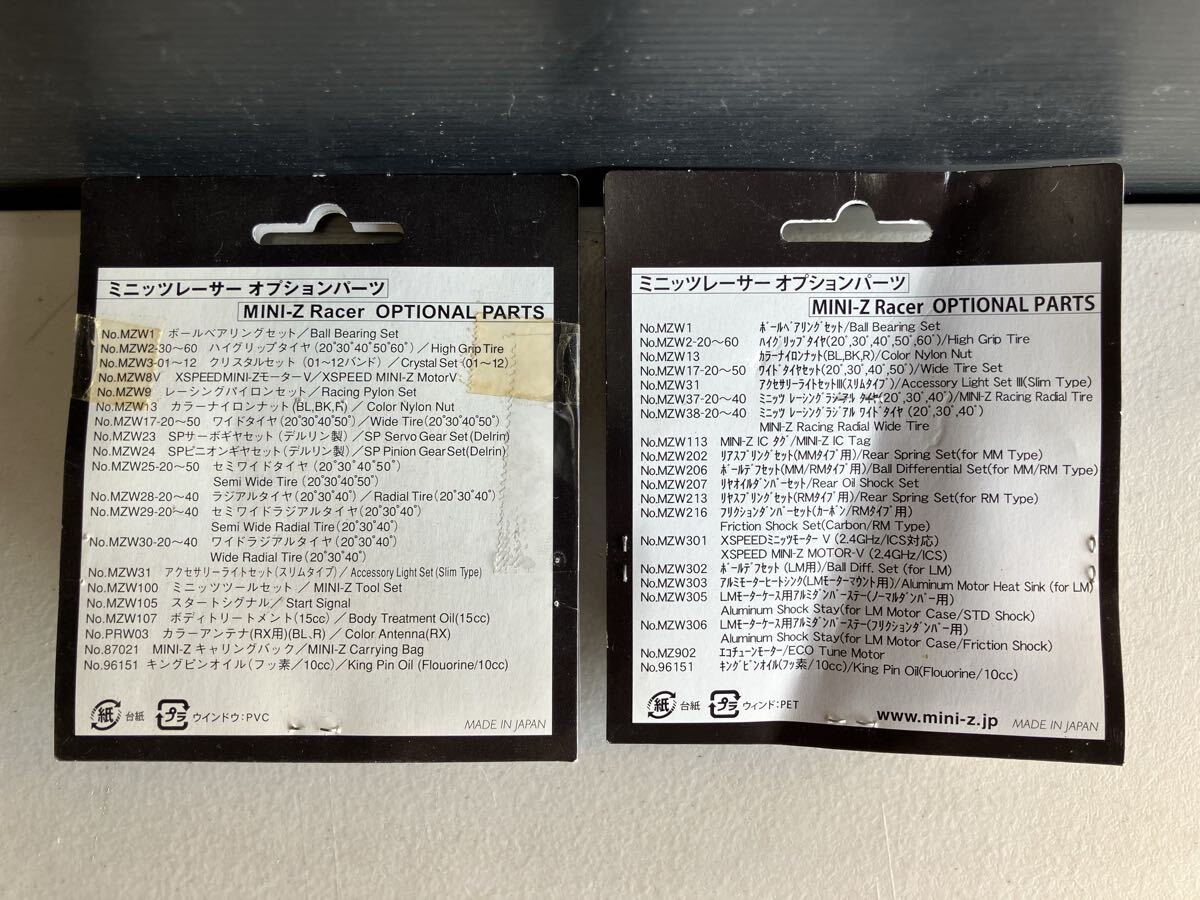 ミニッツレーサー オプションパーツ
MINI-Z Racer OPTIONAL PARTS
No.MZW1 ボールベアリングセット／Ball Bearing Set
No.MZW2-30～60 ハイグリップタイヤ（20°30°40°50°60°）／High Grip Tire
No.MZW3-01～12 クリスタルセット（01～12バンド）／Crystal Set（01～12）
No.MZW8V XSPEEDMINI-ZモーターV／XSPEED MINI-Z MotorV
No.MZW9 レーシングパイロンセット／Racing Pylon Set
No.MZW13 カラーナイロンナット（BL,BK,R）／Color Nylon Nut
No.MZW17-20～50 ワイドタイヤ（20°30°40°50°）／Wide Tire（20°30°40°50°）
No.MZW23 SPサーボギヤセット（デルリン製）／SP Servo Gear Set（Delrin）
No.MZW24 SPピニオンギヤセット（デルリン製）／SP Pinion Gear Set（Delrin）
No.MZW25-20～50 セミワイドタイヤ（20°30°40°50°）
Semi Wide Tire（20°30°40°50°）
No.MZW28-20～40 ラジアルタイヤ（20°30°40°）／Radial Tire（20°30°40°）
No.MZW29-20～40 セミワイドラジアルタイヤ（20°30°40°）
Semi Wide Radial Tire（20°30°40°）
No.MZW30-20～40 ワイドラジアルタイヤ（20°30°40°）
Wide Radial Tire（20°30°40°）
No.MZW31 アクセサリーライトセット（スリムタイプ）／Accessory Light Set（Slim Type）
No.MZW100 ミニッツツールセット／MINI-Z Tool Set
No.MZW105 スタートシグナル／Start Signal
No.MZW107 ボディトリートメント（15cc）／Body Treatment Oil（15cc）
No.PRW03 カラーアンテナ（RX用）（BL、R）／Color Antenna（RX）
No.87021 MINI-Z キャリングバック／MINI-Z Carrying Bag
No.96151 キングピンオイル（フッ素／10cc）／King Pin Oil（Flourine/10cc）
紙 台紙 プラ ウインドウ：PVC
MADE IN JAPAN
ミニッツレーサー オプションパーツ
MINI-Z Racer OPTIONAL PARTS
No.MZW1 ﾎﾞｰﾙﾍﾞｱﾘﾝｸﾞｾｯﾄ/Ball Bearing Set
No.MZW2-20～60 ﾊｲｸﾞﾘｯﾌﾟﾀｲﾔ(20°,30°,40°,50°,60°)/High Grip Tire
No.MZW13 ｶﾗｰﾅｲﾛﾝﾅｯﾄ(BL,BK,R)/Color Nylon Nut
No.MZW17-20～50 ﾜｲﾄﾞﾀｲﾔｾｯﾄ(20°,30°,40°,50°)/Wide Tire Set
No.MZW31 ｱｸｾｻﾘｰﾗｲﾄｾｯﾄIII(ｽﾘﾑﾀｲﾌﾟ)/Accessory Light Set III(Slim Type)
No.MZW37-20～40 ﾐﾆｯﾂ ﾚｰｼﾝｸﾞﾗｼﾞｱﾙ ﾀｲﾔ(20°,30°,40°)/MINI-Z Racing Radial Tire
No.MZW38-20～40 ﾐﾆｯﾂ ﾚｰｼﾝｸﾞﾗｼﾞｱﾙ ﾜｲﾄﾞﾀｲﾔ (20°,30°,40°)
MINI-Z Racing Radial Wide Tire
No.MZW113 MINI-Z IC ﾀｸﾞ/MINI-Z IC Tag
No.MZW202 ﾘｱｽﾌﾟﾘﾝｸﾞｾｯﾄ(MMﾀｲﾌﾟ用)/Rear Spring Set(for MM Type)
No.MZW206 ﾎﾞｰﾙﾃﾞﾌｾｯﾄ(MM/RMﾀｲﾌﾟ用)/Ball Differential Set(for MM/RM Type)
No.MZW207 ﾘﾔｵｲﾙﾀﾞﾝﾊﾟｰｾｯﾄ/Rear Oil Shock Set
No.MZW213 ﾘﾔｽﾌﾟﾘﾝｸﾞｾｯﾄ(RMﾀｲﾌﾟ用)/Rear Spring Set(for RM Type)
No.MZW216 ﾌﾘｸｼｮﾝﾀﾞﾝﾊﾟｰｾｯﾄ(ｶｰﾎﾞﾝ/RMﾀｲﾌﾟ用)
Friction Shock Set(Carbon/RM Type)
No.MZW301 XSPEEDﾐﾆｯﾂﾓｰﾀｰ V (2.4GHz/ICS対応)
XSPEED MINI-Z MOTOR-V (2.4GHz/ICS)
No.MZW302 ﾎﾞｰﾙﾃﾞﾌｾｯﾄ (LM用)/Ball Diff. Set (for LM)
No.MZW303 ｱﾙﾐﾓｰﾀｰﾋｰﾄｼﾝｸ(LMﾓｰﾀｰﾏｳﾝﾄ用)/Aluminum Motor Heat Sink (for LM)
No.MZW305 LMﾓｰﾀｰｹｰｽ用ｱﾙﾐﾀﾞﾝﾊﾟｰｽﾃｰ(ﾉｰﾏﾙﾀﾞﾝﾊﾟｰ用)
Aluminum Shock Stay(for LM Motor Case/STD Shock)
No.MZW306 LMﾓｰﾀｰｹｰｽ用ｱﾙﾐﾀﾞﾝﾊﾟｰｽﾃｰ(ﾌﾘｸｼｮﾝﾀﾞﾝﾊﾟｰ用)
Aluminum Shock Stay(for LM Motor Case/Friction Shock)
No.MZ902 ｴｺﾁｭｰﾝﾓｰﾀｰ/ECO Tune Motor
No.96151 ｷﾝｸﾞﾋﾟﾝｵｲﾙ(ﾌｯ素/10cc)/King Pin Oil(Flouorine/10cc)
紙 台紙 プラ ウィンドウ:PET
www.mini-z.jp MADE IN JAPAN